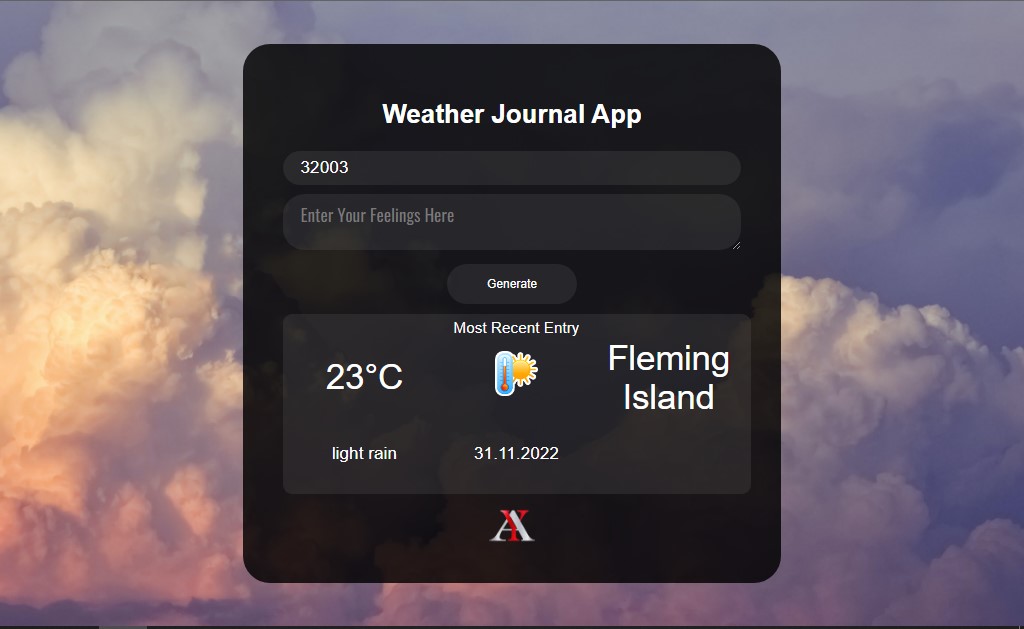 Weather Journal App
32003
Enter Your Feelings Here
Generate
Most Recent Entry
23°C
Fleming
Island
light rain
31.11.2022